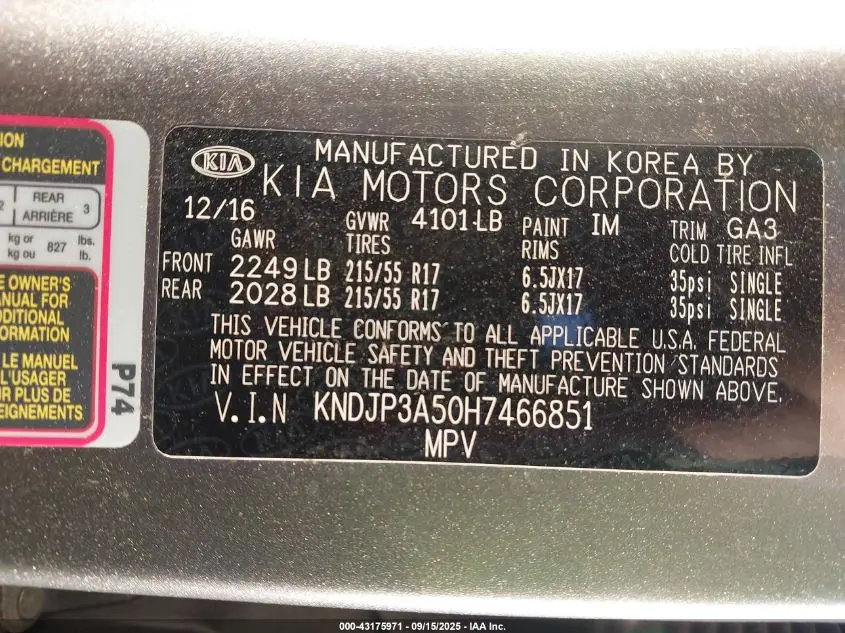 ION
CHARGEMENT
2 REAR 3
ARRIÈRE
kg or 827 lbs.
kg ou lb.
E OWNER'S
ANUAL FOR
DDITIONAL
ORMATION
LE MANUEL
L'USAGER
R PLUS DE
EIGNEMENTS
P74
KIA
MANUFACTURED IN KOREA BY
KIA MOTORS CORPORATION
12/16 GVWR 4101LB PAINT IM TRIM GA3
GAWR TIRES RIMS COLD TIRE INFL
FRONT 2249LB 215/55 R17 6.5JX17 35psi SINGLE
REAR 2028LB 215/55 R17 6.5JX17 35psi SINGLE
THIS VEHICLE CONFORMS TO ALL APPLICABLE U.S.A. FEDERAL
MOTOR VEHICLE SAFETY AND THEFT PREVENTION STANDARDS
IN EFFECT ON THE DATE OF MANUFACTURE SHOWN ABOVE.
V.I.N KNDJP3A50H7466851
MPV
000-43175971 - 09/15/2025 - IAA Inc.